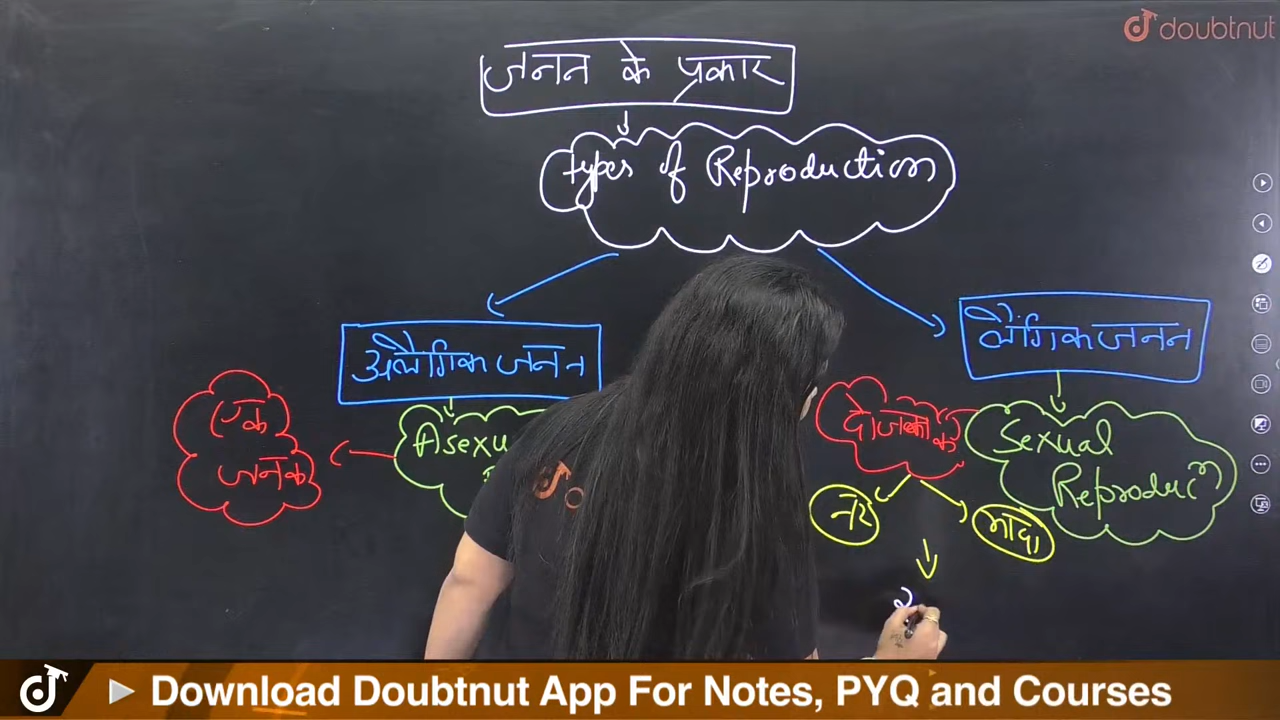 doubtnut
जनन के प्रकार
Types of Reproduction
अलैंगिक जनन
लैंगिक जनन
एक
जनक
Asexu
दो जनको के
Sexual
Reproducⁿ
नर
मादा
Download Doubtnut App For Notes, PYQ and Courses